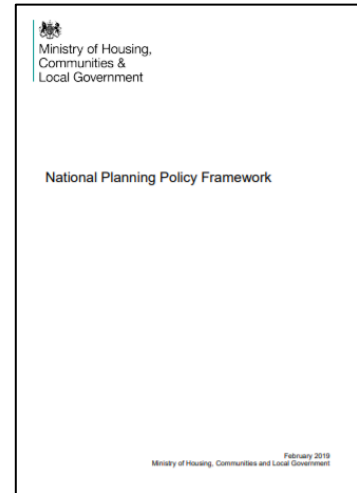 Ministry of Housing,
Communities &
Local Government
National Planning Policy Framework
February 2019
Ministry of Housing, Communities and Local Government